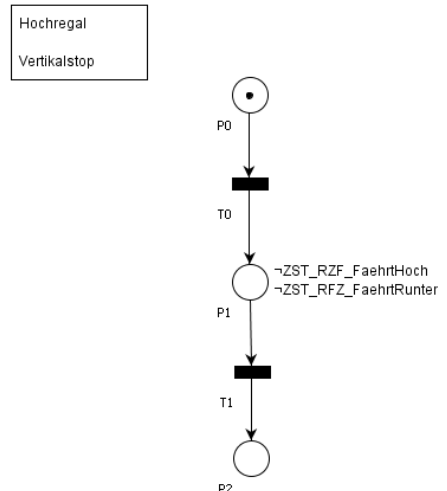 Hochregal
Vertikalstop
P0
T0
¬ZST_RZF_FaehrtHoch
¬ZST_RFZ_FaehrtRunter
P1
T1
P2